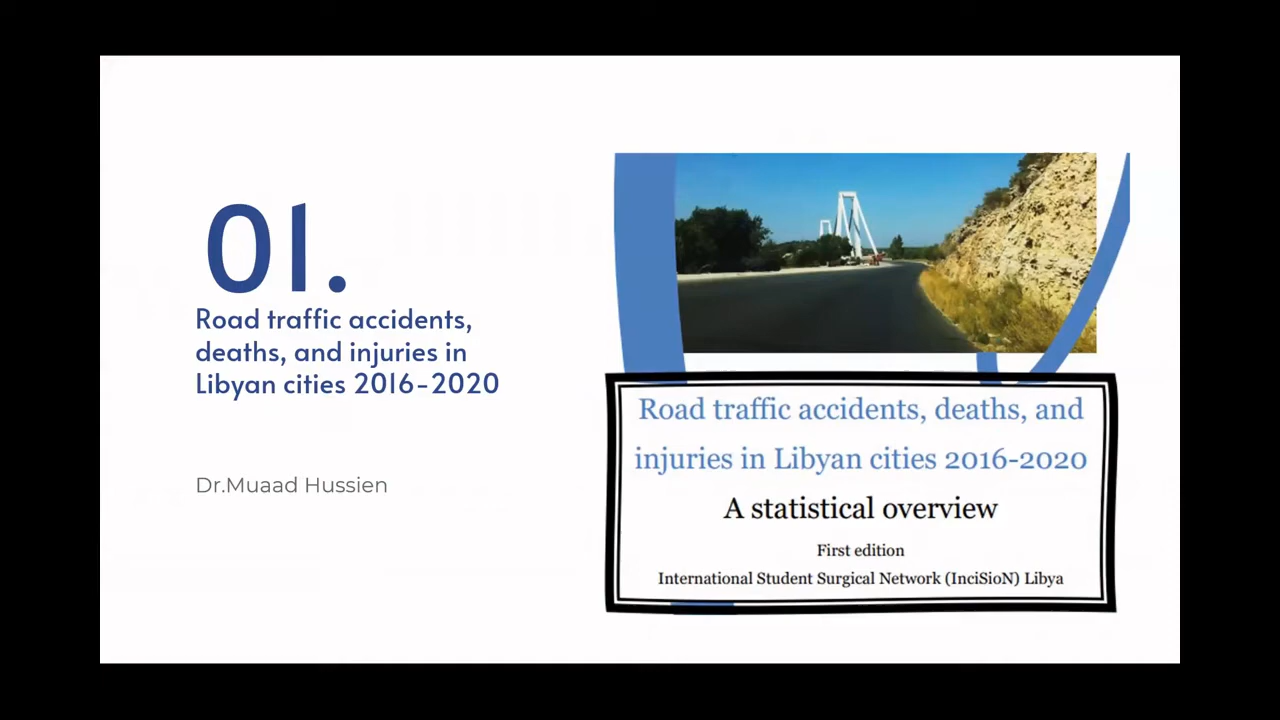 01.
Road traffic accidents,
deaths, and injuries in
Libyan cities 2016-2020
Dr.Muaad Hussien
Road traffic accidents, deaths, and
injuries in Libyan cities 2016-2020
A statistical overview
First edition
International Student Surgical Network (InciSioN) Libya